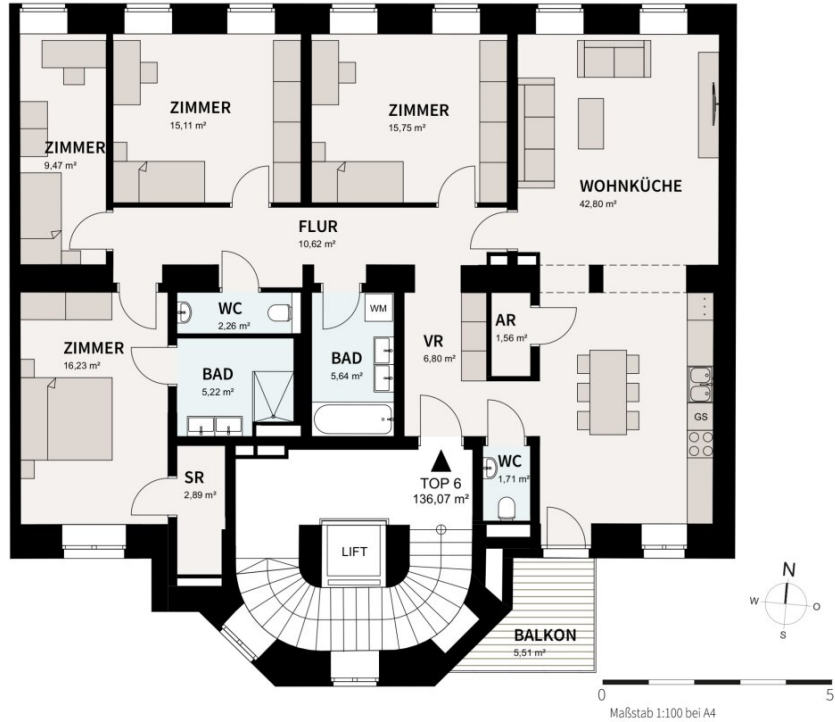 ZIMMER
9,47 m²
ZIMMER
15,11 m²
ZIMMER
15,75 m²
WOHNKÜCHE
42,80 m²
FLUR
10,62 m²
ZIMMER
16,23 m²
WC
2,26 m²
BAD
5,22 m²
WM
BAD
5,64 m²
VR
6,80 m²
AR
1,56 m²
GS
SR
2,89 m²
WC
1,71 m²
TOP 6
136,07 m²
LIFT
BALKON
5,51 m²
N
W
O
S
0
5
Maßstab 1:100 bei A4